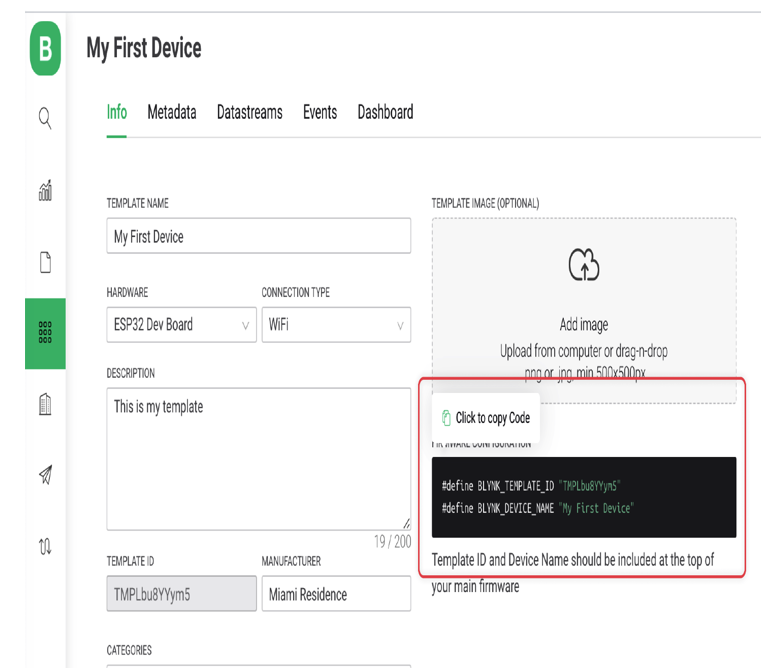 B
My First Device
Info Metadata Datastreams Events Dashboard
TEMPLATE NAME
My First Device
HARDWARE
ESP32 Dev Board
CONNECTION TYPE
WiFi
DESCRIPTION
This is my template
19 / 200
TEMPLATE ID
TMPLbu8YYym5
MANUFACTURER
Miami Residence
CATEGORIES
TEMPLATE IMAGE (OPTIONAL)
Add image
Upload from computer or drag-n-drop
.png or .jpg, min 500x500px
Click to copy Code
FIRMWARE CONFIGURATION
#define BLYNK_TEMPLATE_ID "TMPLbu8YYym5"
#define BLYNK_DEVICE_NAME "My First Device"
Template ID and Device Name should be included at the top of
your main firmware